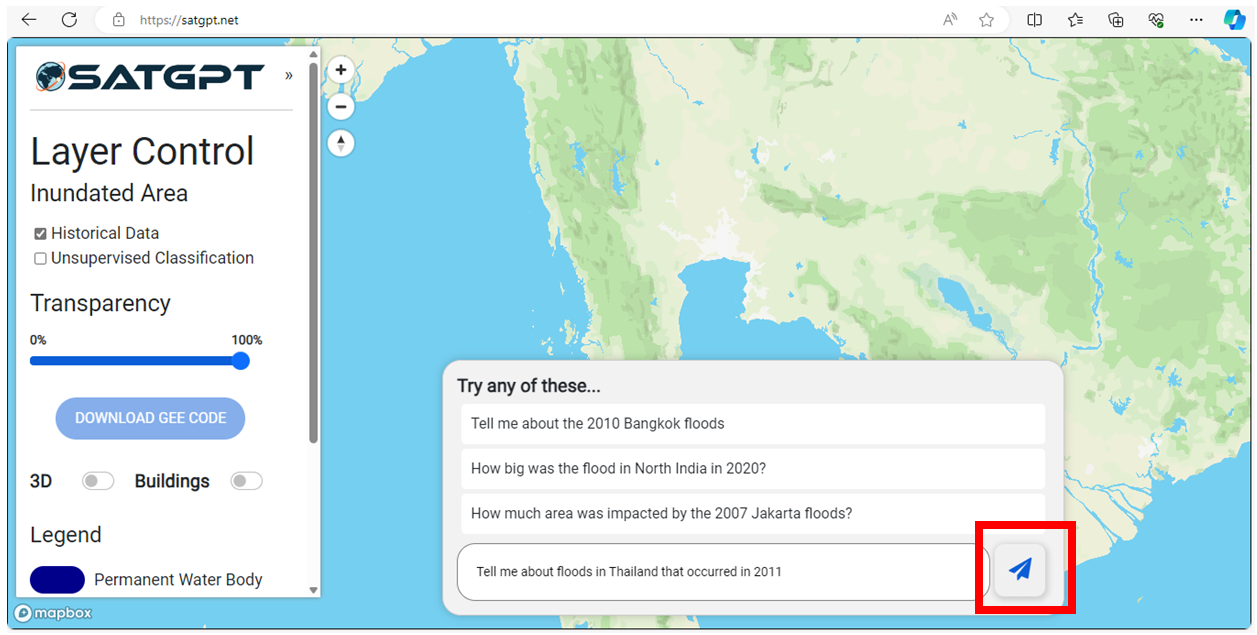 https://satgpt.net
SATGPT »
Layer Control
Inundated Area
Historical Data
Unsupervised Classification
Transparency
0% 100%
DOWNLOAD GEE CODE
3D Buildings
Legend
Permanent Water Body
mapbox
Try any of these...
Tell me about the 2010 Bangkok floods
How big was the flood in North India in 2020?
How much area was impacted by the 2007 Jakarta floods?
Tell me about floods in Thailand that occurred in 2011